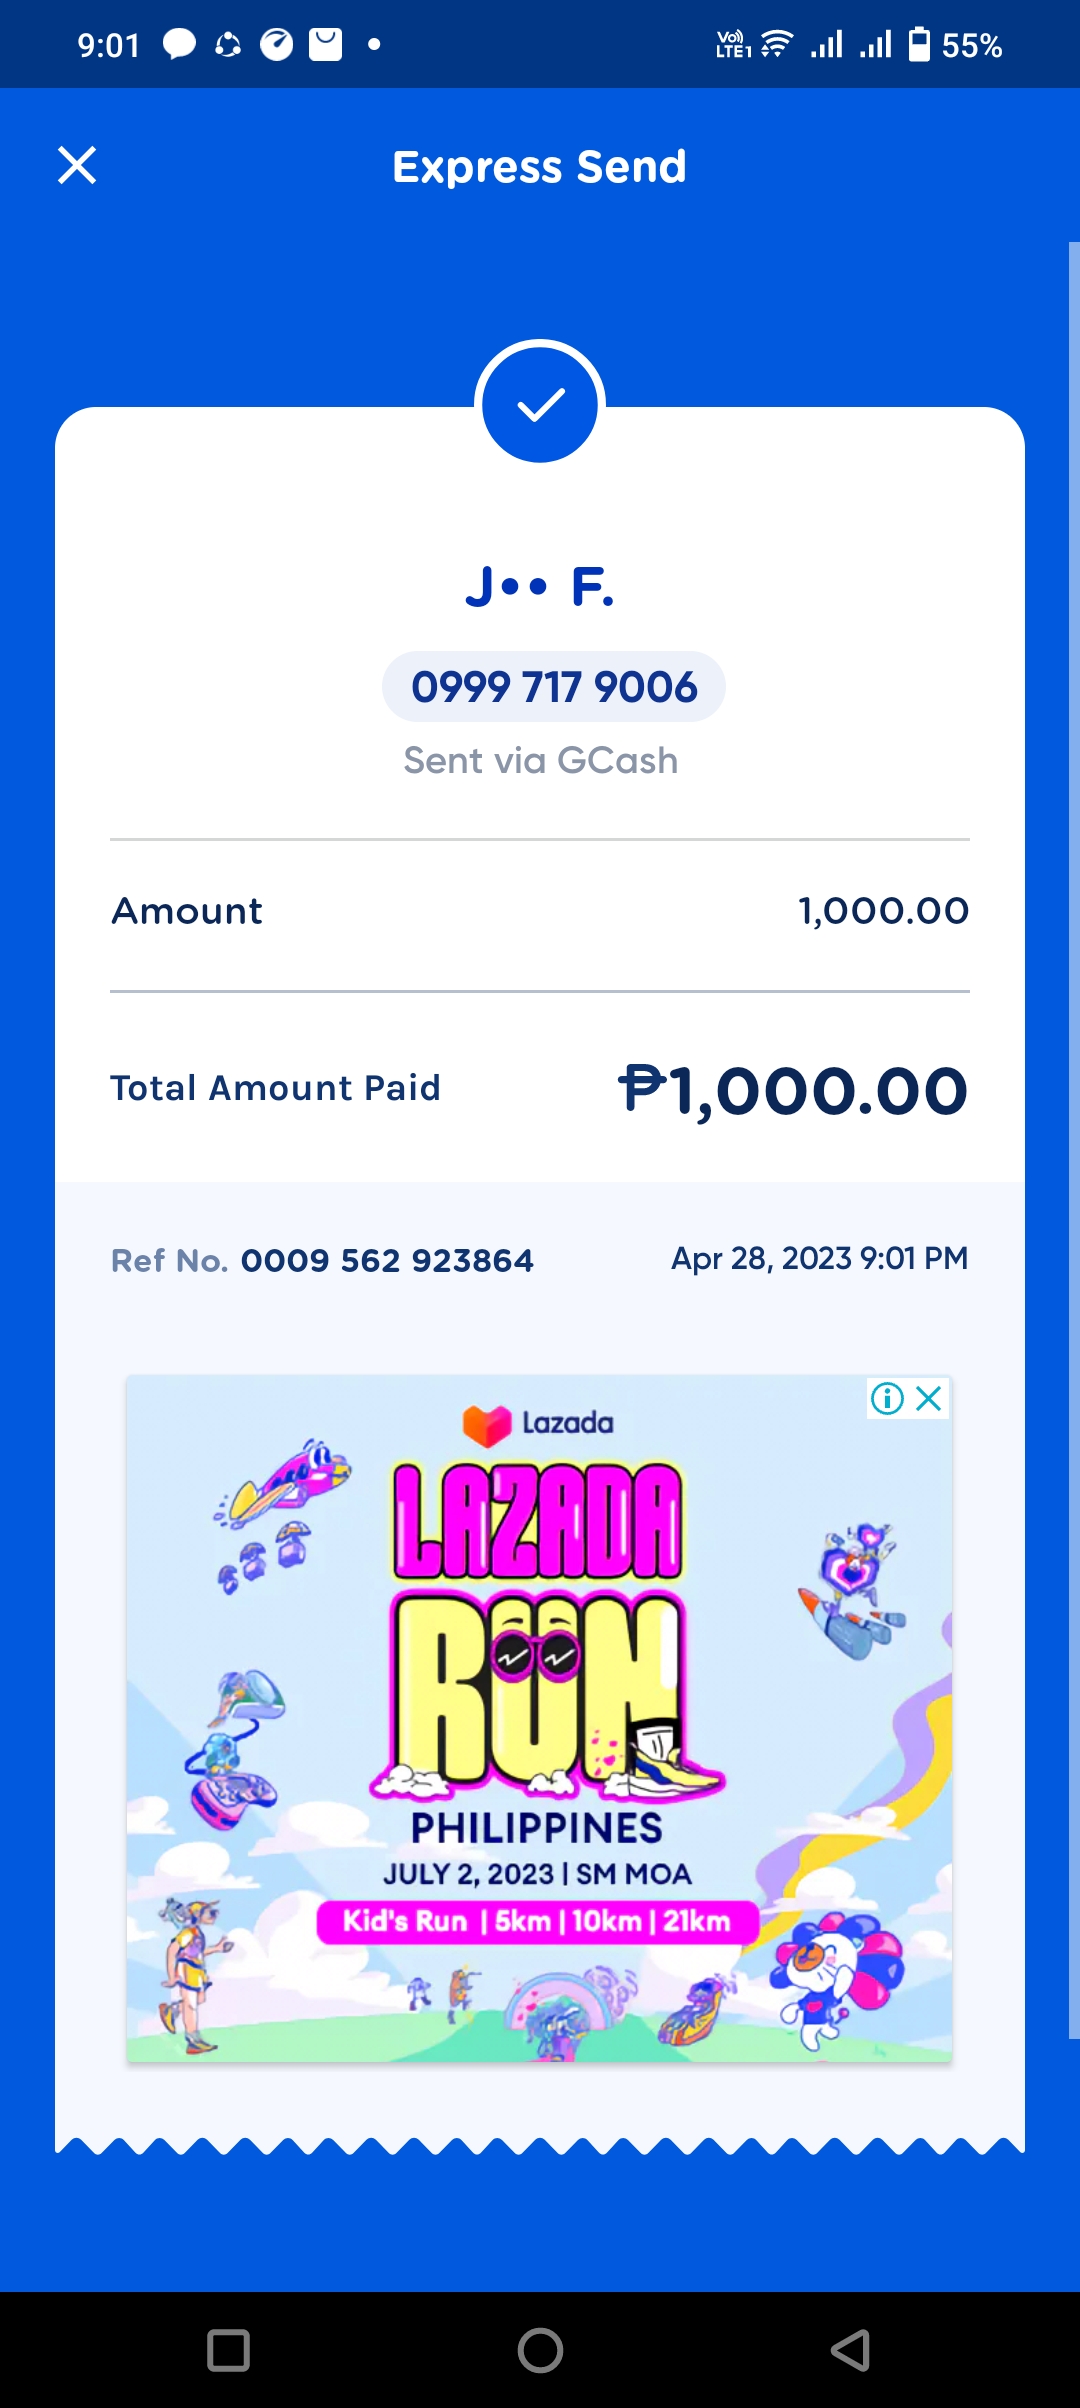 9:01 Vo)) LTE1 55%
Express Send
J•• F.
0999 717 9006
Sent via GCash
Amount 1,000.00
Total Amount Paid ₱1,000.00
Ref No. 0009 562 923864 Apr 28, 2023 9:01 PM
Lazada
LAZADA
RUN
PHILIPPINES
JULY 2, 2023 | SM MOA
Kid's Run | 5km | 10km | 21km